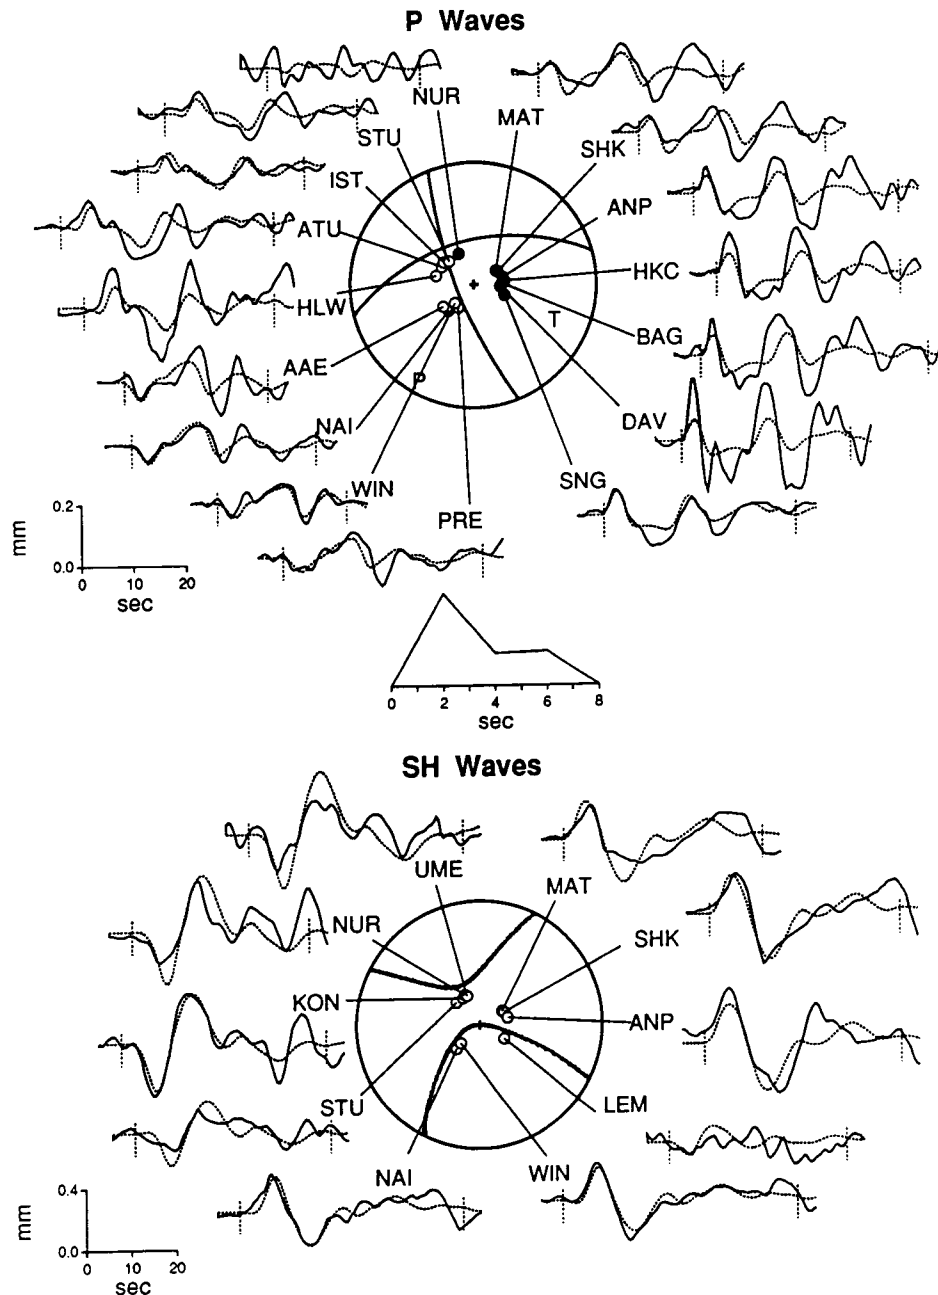 P Waves
NUR
MAT
STU
SHK
IST
ANP
ATU
HKC
HLW
T
BAG
AAE
P
DAV
NAI
SNG
WIN
PRE
0.2
mm
0.0
0 10 20
sec
0 2 4 6 8
sec
SH Waves
UME
MAT
NUR
SHK
KON
ANP
STU
LEM
NAI
WIN
0.4
mm
0.0
0 10 20
sec